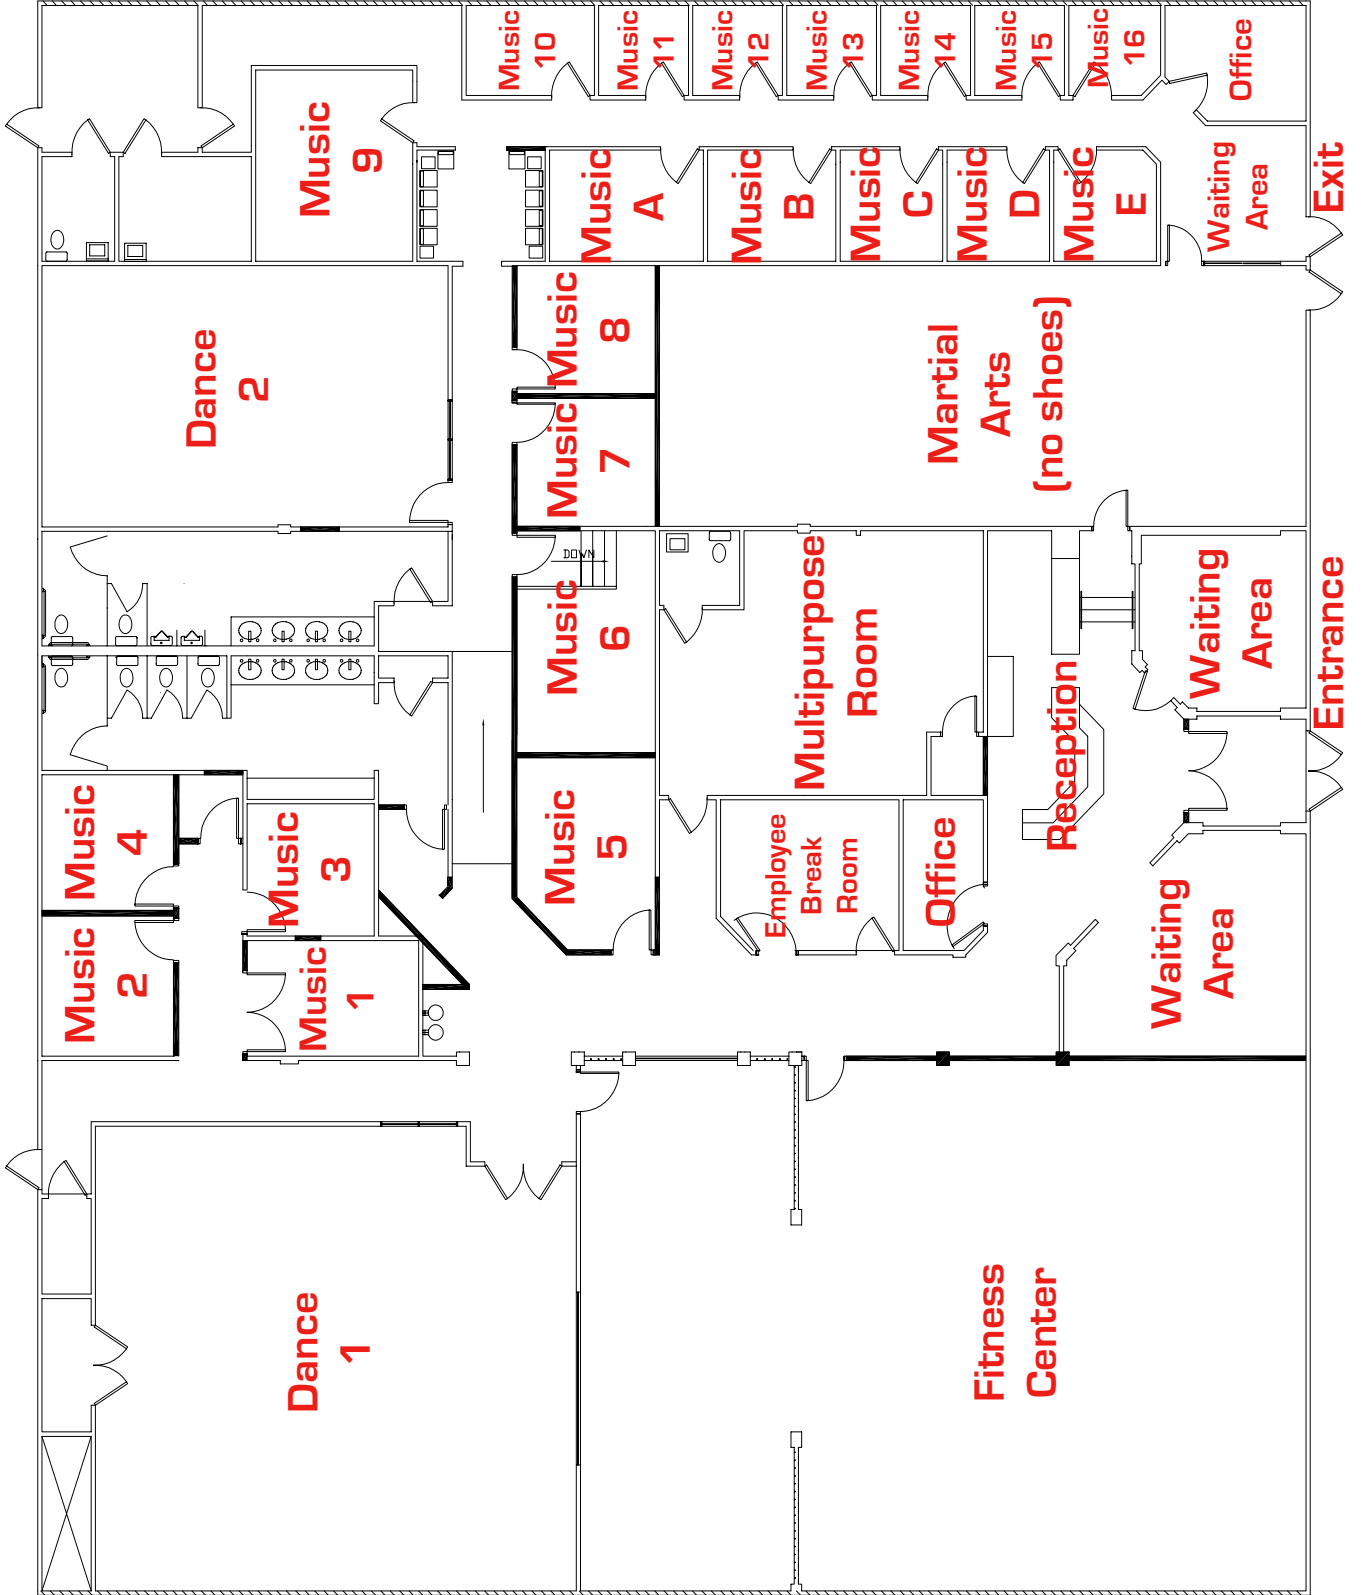 Music
10
Music
11
Music
12
Music
13
Music
14
Music
15
Music
16
Office
Music
9
Music
A
Music
B
Music
C
Music
D
Music
E
Waiting
Area
Exit
Dance
2
Music
8
Music
7
Martial
Arts
(no shoes)
DOWN
Music
6
Multipurpose
Room
Reception
Waiting
Area
Entrance
Music
4
Music
3
Music
5
Employee
Break
Room
Office
Waiting
Area
Music
2
Music
1
Dance
1
Fitness
Center